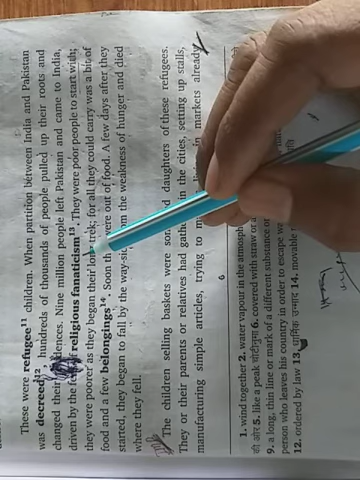 These were refugee¹¹ children. When partition between India and Pakistan
was decreed¹², hundreds of thousands of people pulled up their roots and
changed their residences. Nine million people left Pakistan and came to India,
driven by the religious fanaticism¹³. They were poor people to start with;
they were poorer as they began their long trek; for all they could carry was a bit of
food and a few belongings¹⁴. Soon they were out of food. A few days after they
started, they began to fall by the way-side from the weakness of hunger and died
where they fell.
The children selling baskets were sons and daughters of these refugees.
They or their parents or relatives had gathered in the cities, setting up stalls,
manufacturing simple articles, trying to markets already
1. wind together 2. water vapour in the
की ओर 5. like a peak 6. covered with straw or
9. a long, thin line or mark of a different substance or
person who leaves his country in order to escape
12. ordered by law 13. धार्मिक उन्माद 14. movable